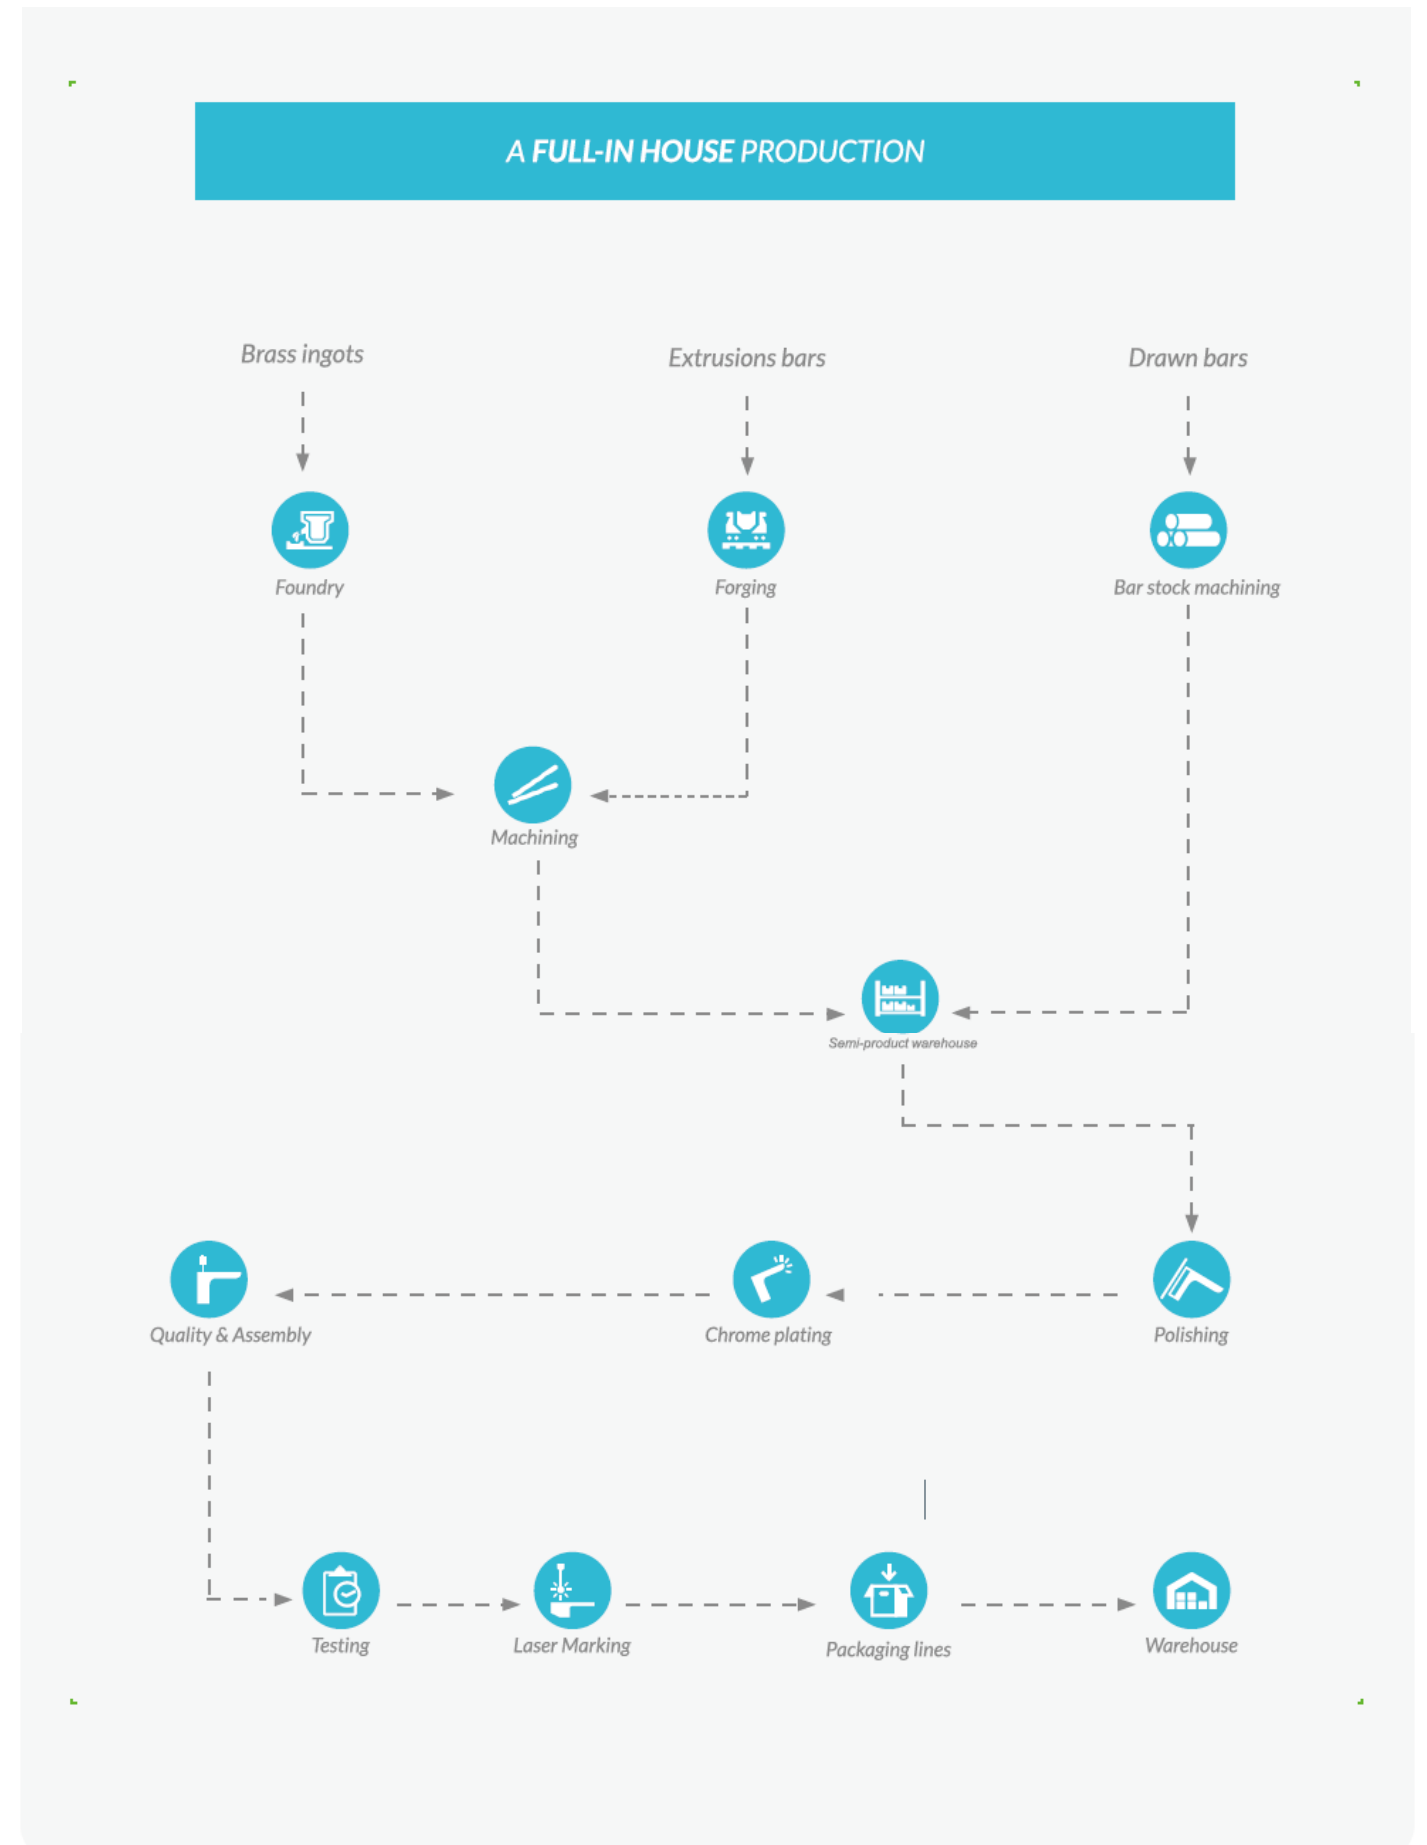 A FULL-IN HOUSE PRODUCTION
Brass ingots
Extrusions bars
Drawn bars
Foundry
Forging
Bar stock machining
Machining
Semi-product warehouse
Quality & Assembly
Chrome plating
Polishing
Testing
Laser Marking
Packaging lines
Warehouse